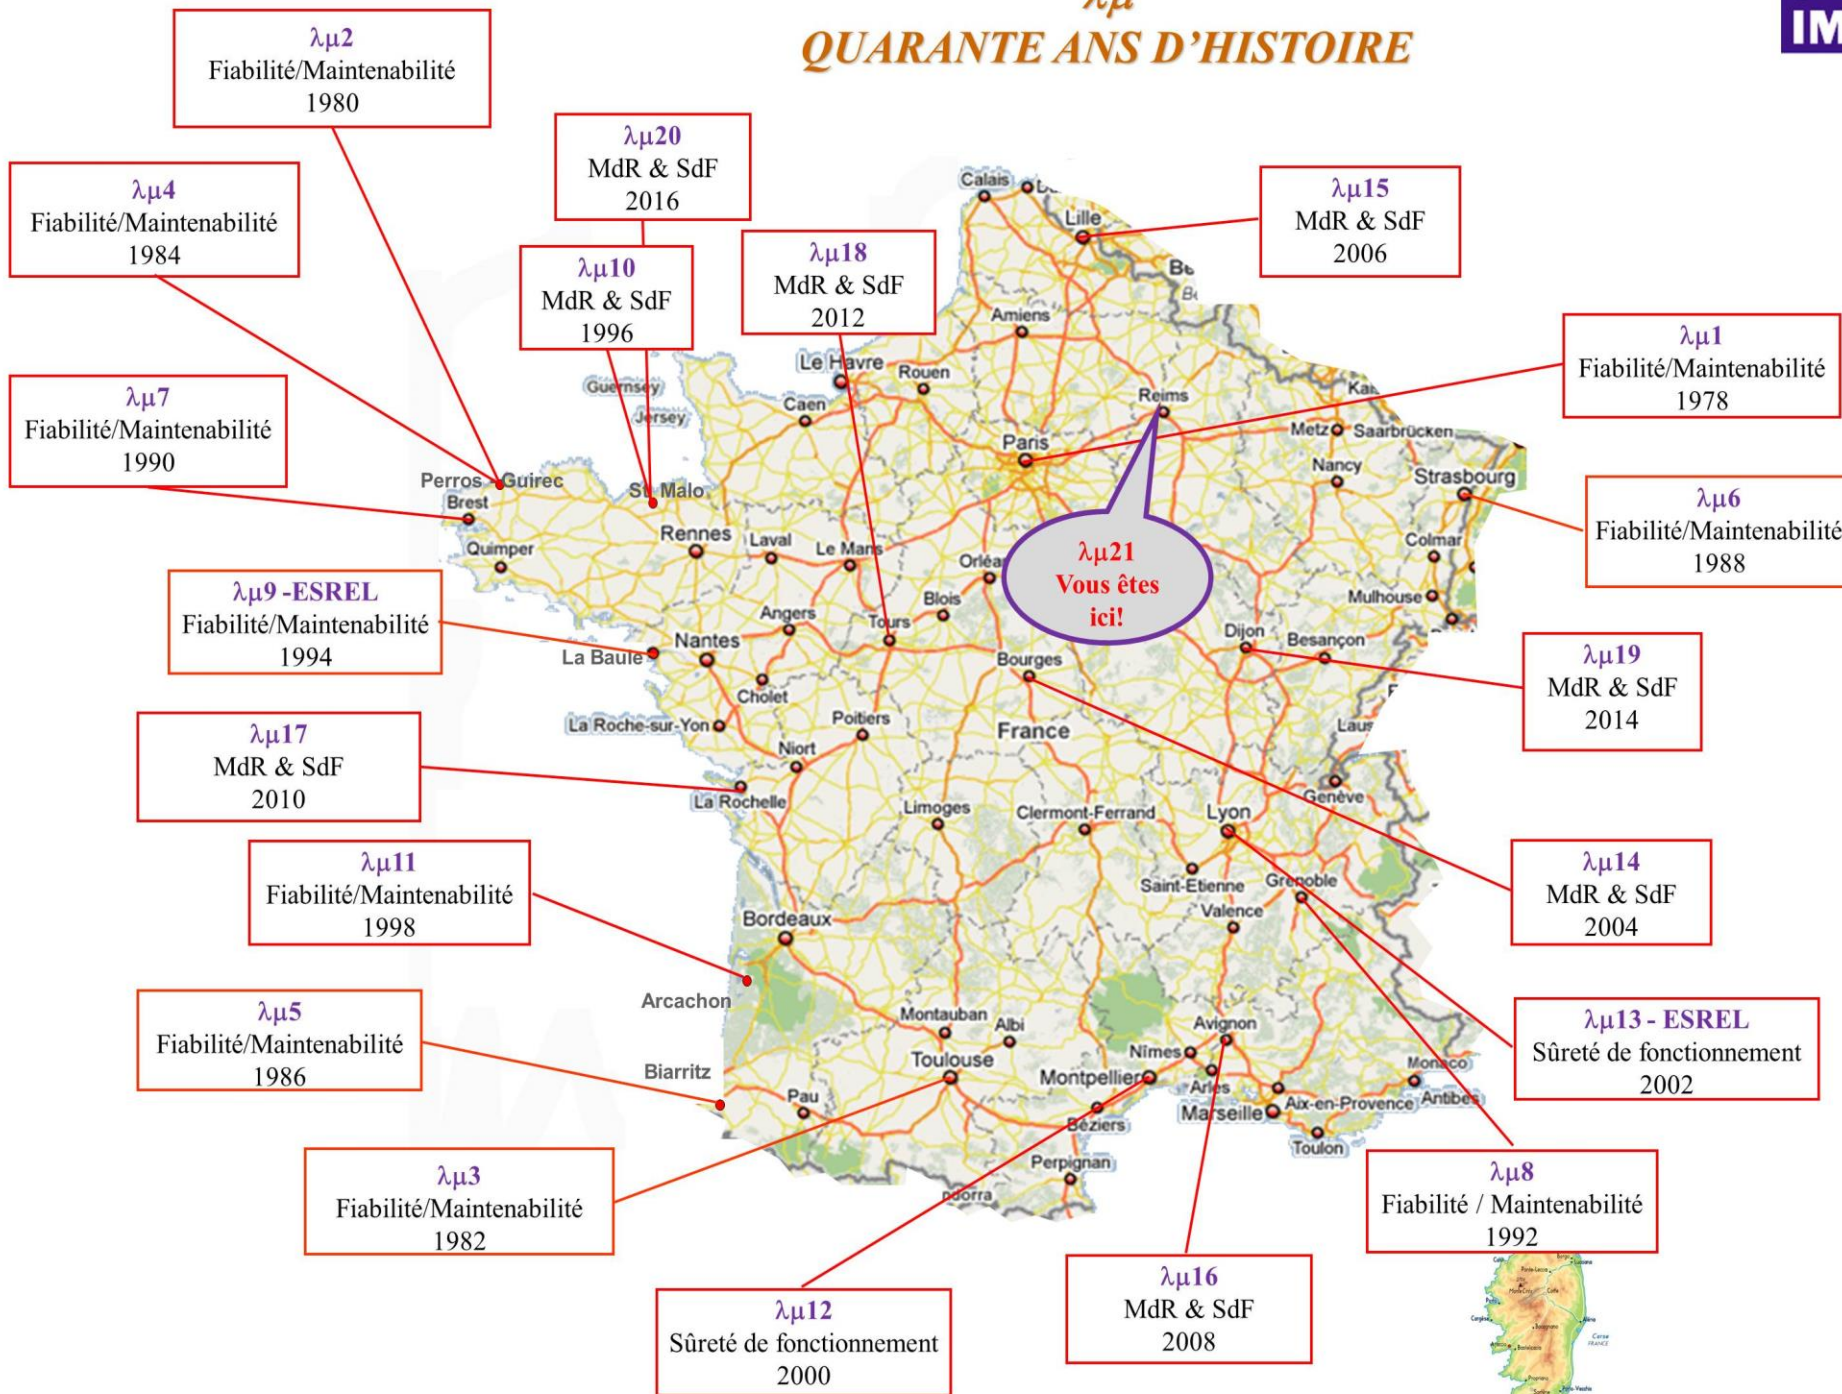 λμ
QUARANTE ANS D’HISTOIRE
IM
λμ2
Fiabilité/Maintenabilité
1980
λμ20
MdR & SdF
2016
λμ4
Fiabilité/Maintenabilité
1984
λμ15
MdR & SdF
2006
λμ10
MdR & SdF
1996
λμ18
MdR & SdF
2012
λμ1
Fiabilité/Maintenabilité
1978
λμ7
Fiabilité/Maintenabilité
1990
λμ6
Fiabilité/Maintenabilité
1988
λμ21
Vous êtes
ici!
λμ9 -ESREL
Fiabilité/Maintenabilité
1994
λμ19
MdR & SdF
2014
λμ17
MdR & SdF
2010
λμ14
MdR & SdF
2004
λμ11
Fiabilité/Maintenabilité
1998
λμ5
Fiabilité/Maintenabilité
1986
λμ13 - ESREL
Sûreté de fonctionnement
2002
λμ3
Fiabilité/Maintenabilité
1982
λμ8
Fiabilité / Maintenabilité
1992
λμ12
Sûreté de fonctionnement
2000
λμ16
MdR & SdF
2008
Calais
Lille
Amiens
Le Havre
Rouen
Guernsey
Jersey
Caen
Reims
Paris
Metz
Saarbrücken
Nancy
Strasbourg
Perros - Guirec
Brest
St Malo
Quimper
Rennes
Laval
Le Mans
Orléa
Colmar
Mulhouse
Angers
Blois
Tours
Nantes
La Baule
Cholet
Bourges
Dijon
Besançon
La Roche-sur-Yon
Poitiers
France
Laus
Niort
La Rochelle
Limoges
Clermont-Ferrand
Lyon
Genève
Saint-Etienne
Grenoble
Valence
Bordeaux
Arcachon
Montauban
Albi
Avignon
Biarritz
Toulouse
Nîmes
Montpellier
Arles
Monaco
Pau
Marseille
Aix-en-Provence
Antibes
Béziers
Toulon
Perpignan
ndorra
Corse
FRANCE